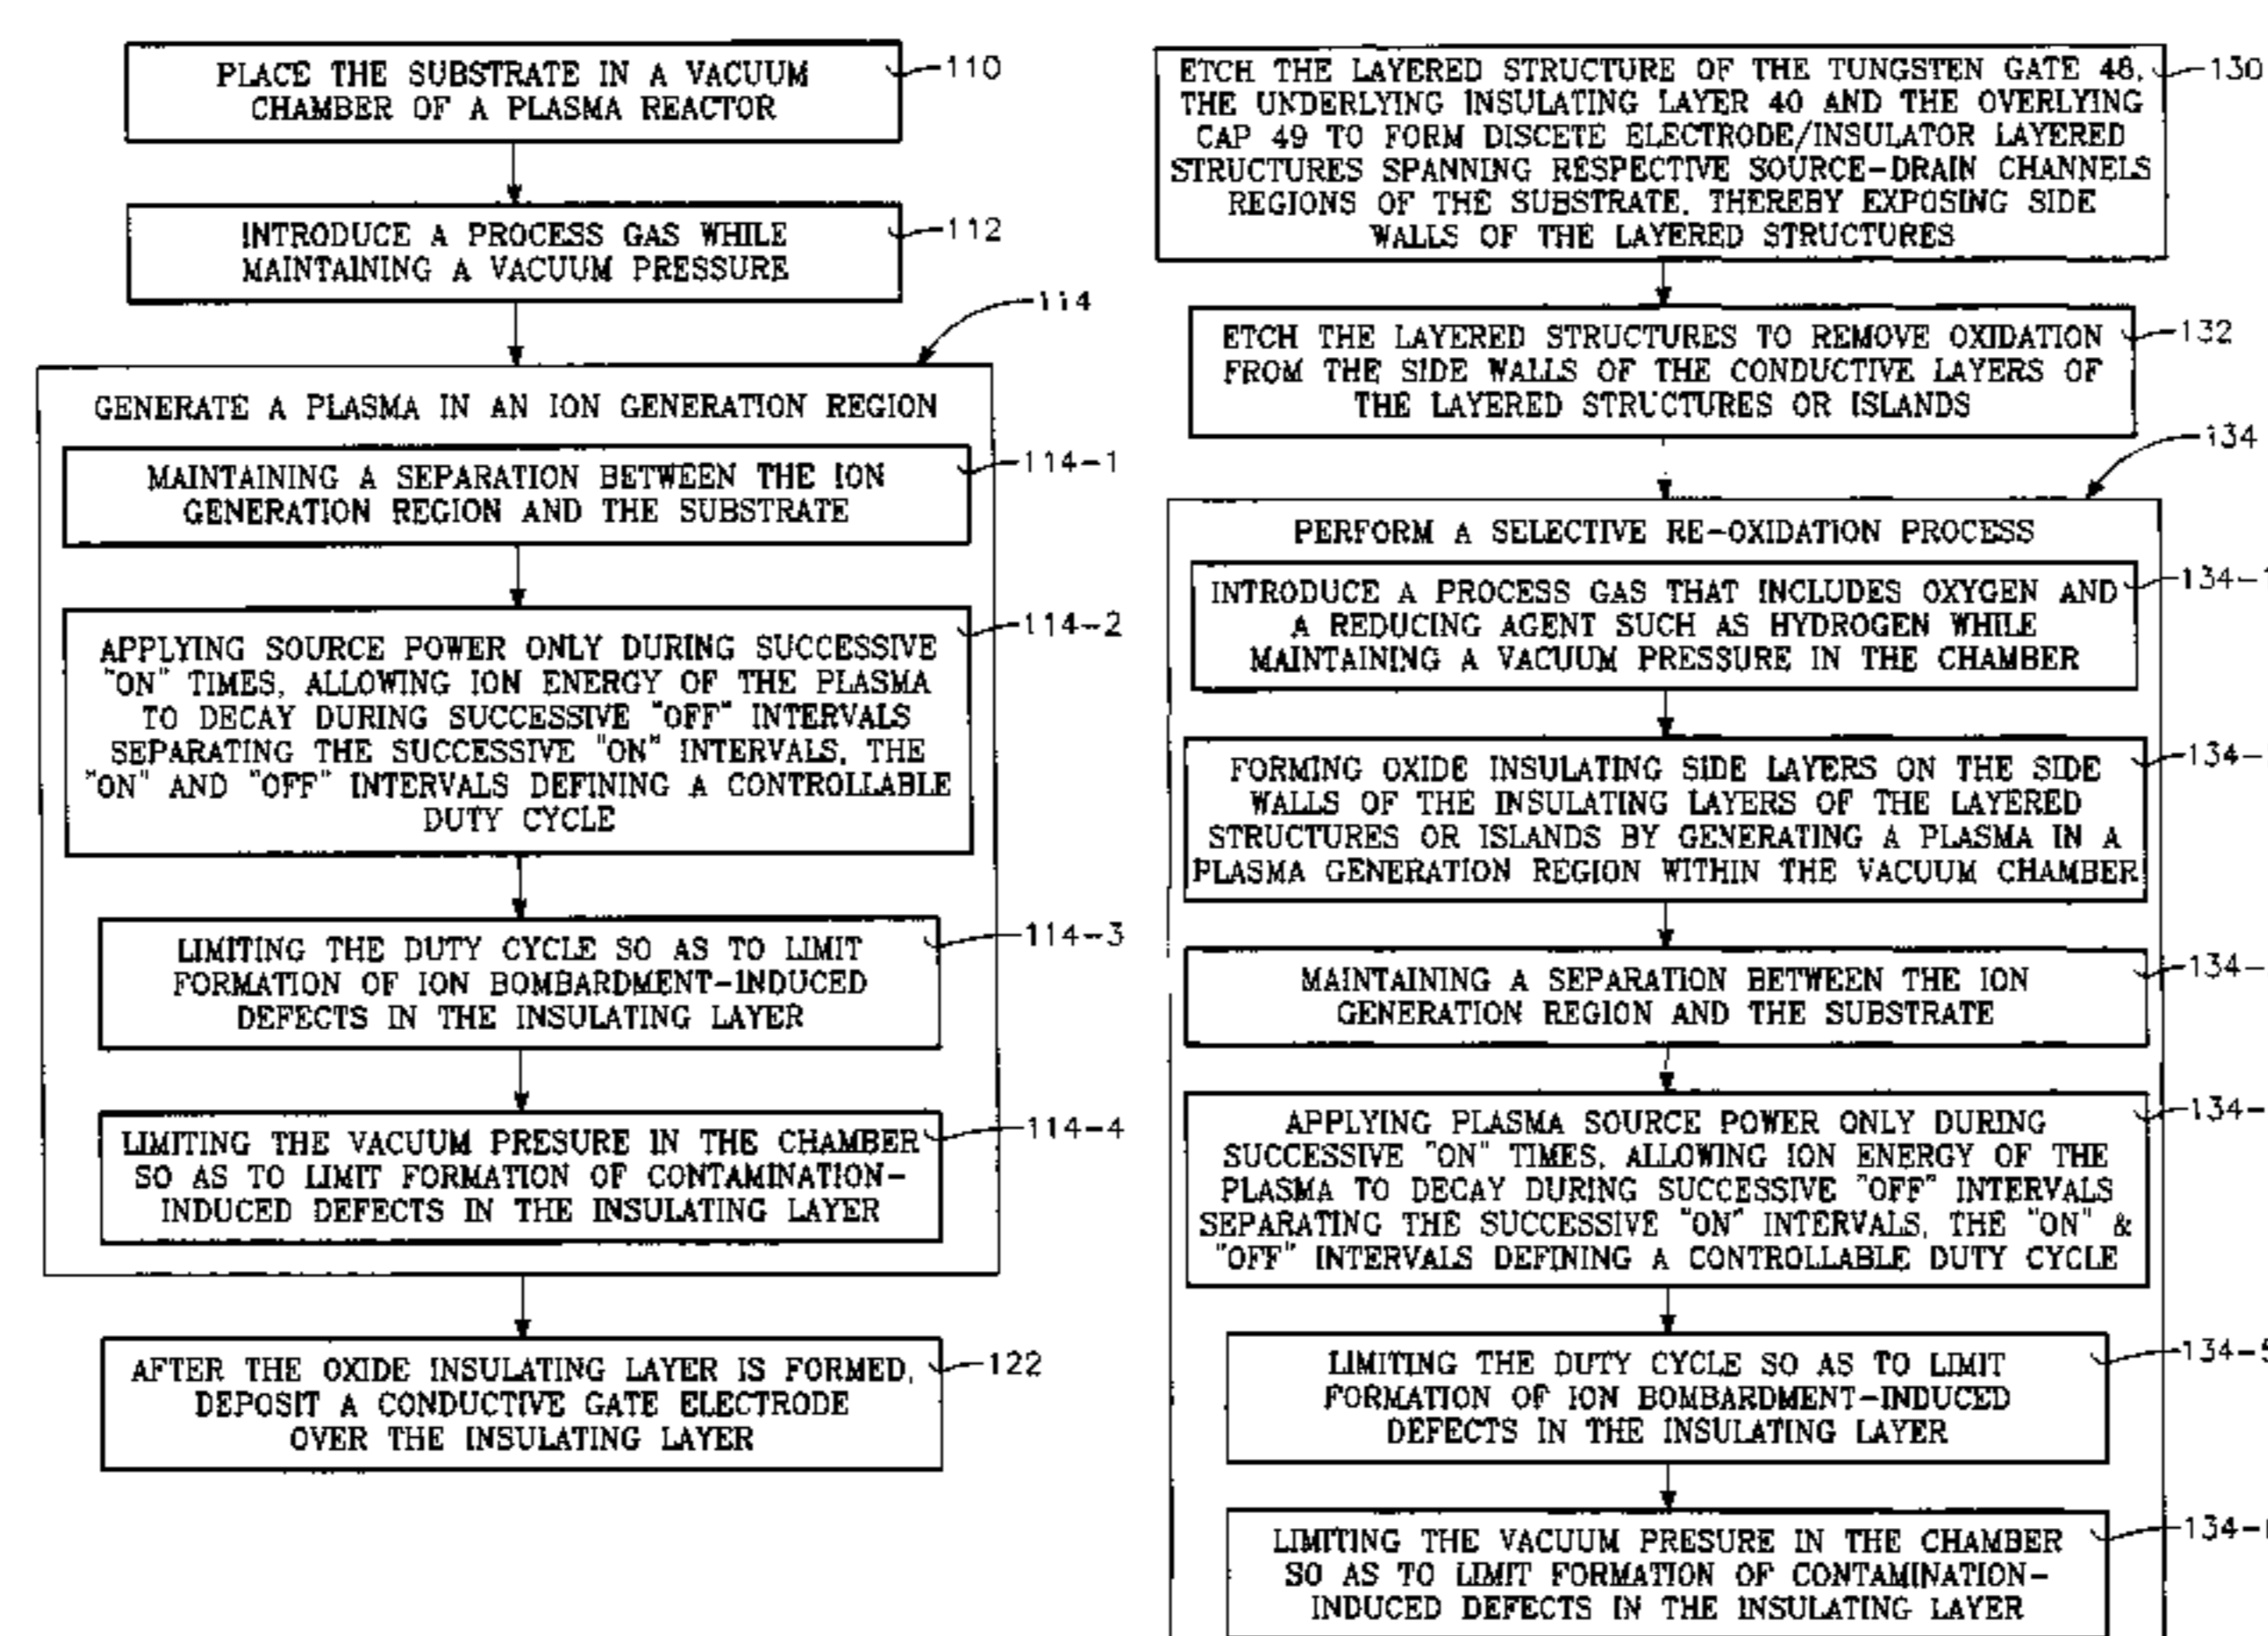 PLACE THE SUBSTRATE IN A VACUUM
CHAMBER OF A PLASMA REACTOR
110
INTRODUCE A PROCESS GAS WHILE
MAINTAINING A VACUUM PRESSURE
112
114
GENERATE A PLASMA IN AN ION GENERATION REGION
MAINTAINING A SEPARATION BETWEEN THE ION
GENERATION REGION AND THE SUBSTRATE
114-1
APPLYING SOURCE POWER ONLY DURING SUCCESSIVE
"ON" TIMES, ALLOWING ION ENERGY OF THE PLASMA
TO DECAY DURING SUCCESSIVE "OFF" INTERVALS
SEPARATING THE SUCCESSIVE "ON" INTERVALS, THE
"ON" AND "OFF" INTERVALS DEFINING A CONTROLLABLE
DUTY CYCLE
114-2
LIMITING THE DUTY CYCLE SO AS TO LIMIT
FORMATION OF ION BOMBARDMENT-INDUCED
DEFECTS IN THE INSULATING LAYER
114-3
LIMITING THE VACUUM PRESURE IN THE CHAMBER
SO AS TO LIMIT FORMATION OF CONTAMINATION-
INDUCED DEFECTS IN THE INSULATING LAYER
114-4
AFTER THE OXIDE INSULATING LAYER IS FORMED,
DEPOSIT A CONDUCTIVE GATE ELECTRODE
OVER THE INSULATING LAYER
122
ETCH THE LAYERED STRUCTURE OF THE TUNGSTEN GATE 48,
THE UNDERLYING INSULATING LAYER 40 AND THE OVERLYING
CAP 49 TO FORM DISCETE ELECTRODE/INSULATOR LAYERED
STRUCTURES SPANNING RESPECTIVE SOURCE-DRAIN CHANNELS
REGIONS OF THE SUBSTRATE, THEREBY EXPOSING SIDE
WALLS OF THE LAYERED STRUCTURES
130
ETCH THE LAYERED STRUCTURES TO REMOVE OXIDATION
FROM THE SIDE WALLS OF THE CONDUCTIVE LAYERS OF
THE LAYERED STRUCTURES OR ISLANDS
132
134
PERFORM A SELECTIVE RE-OXIDATION PROCESS
INTRODUCE A PROCESS GAS THAT INCLUDES OXYGEN AND
A REDUCING AGENT SUCH AS HYDROGEN WHILE
MAINTAINING A VACUUM PRESSURE IN THE CHAMBER
134-1
FORMING OXIDE INSULATING SIDE LAYERS ON THE SIDE
WALLS OF THE INSULATING LAYERS OF THE LAYERED
STRUCTURES OR ISLANDS BY GENERATING A PLASMA IN A
PLASMA GENERATION REGION WITHIN THE VACUUM CHAMBER
134-
MAINTAINING A SEPARATION BETWEEN THE ION
GENERATION REGION AND THE SUBSTRATE
134-
APPLYING PLASMA SOURCE POWER ONLY DURING
SUCCESSIVE "ON" TIMES, ALLOWING ION ENERGY OF THE
PLASMA TO DECAY DURING SUCCESSIVE "OFF" INTERVALS
SEPARATING THE SUCCESSIVE "ON" INTERVALS, THE "ON" &
"OFF" INTERVALS DEFINING A CONTROLLABLE DUTY CYCLE
134-
LIMITING THE DUTY CYCLE SO AS TO LIMIT
FORMATION OF ION BOMBARDMENT-INDUCED
DEFECTS IN THE INSULATING LAYER
134-5
LIMITING THE VACUUM PRESURE IN THE CHAMBER
SO AS TO LIMIT FORMATION OF CONTAMINATION-
INDUCED DEFECTS IN THE INSULATING LAYER
134-